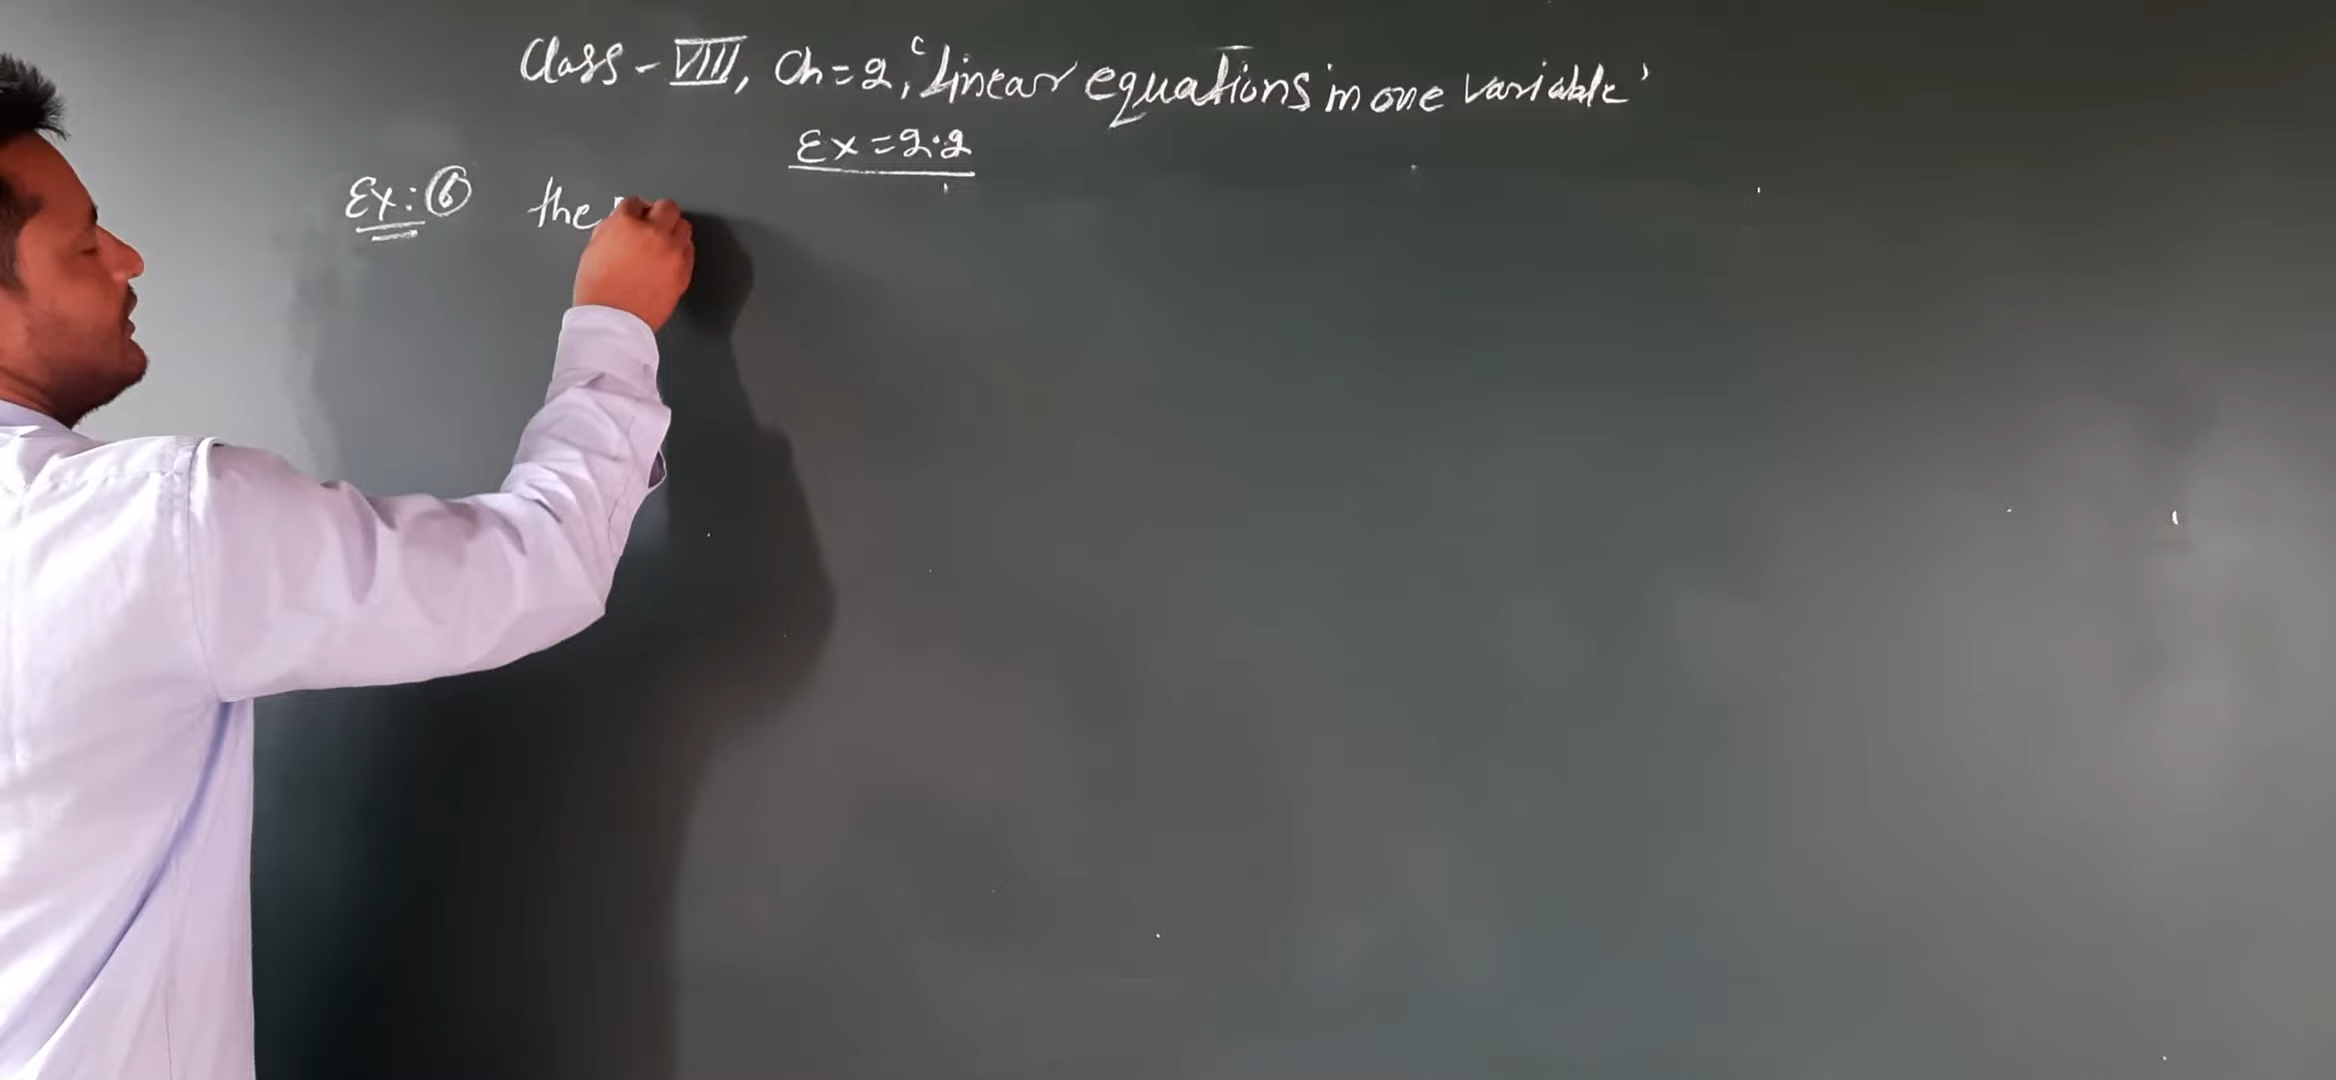 Class - VIII, Ch = 2, ‘Linear equations in one variable’
Ex = 2.2
Ex : 6 the